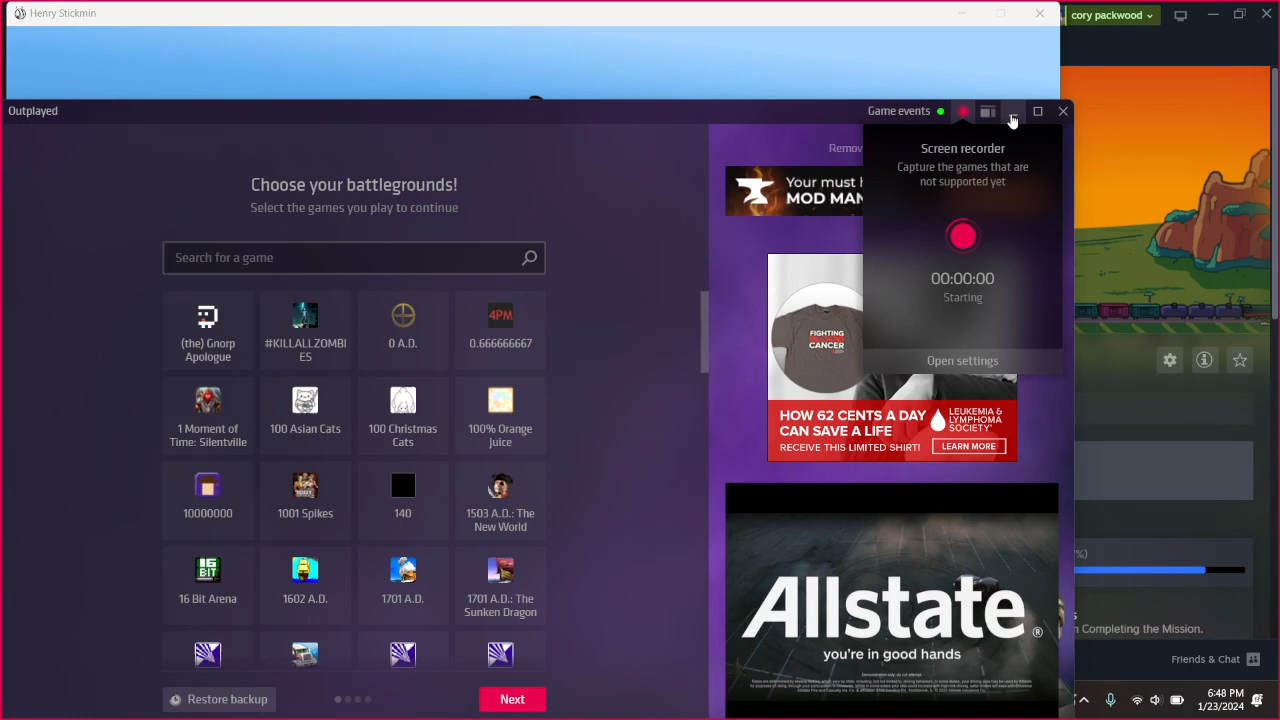 Henry Stickmin
cory packwood
Outplayed
Game events
Choose your battlegrounds!
Select the games you play to continue
Search for a game
(the) Gnorp
Apologue
#KILLALLZOMBI
ES
0 A.D.
4PM
0.666666667
1 Moment of
Time: Silentville
100 Asian Cats
100 Christmas
Cats
100% Orange
Juice
10000000
1001 Spikes
140
1503 A.D.: The
New World
16 BIT
16 Bit Arena
1602 A.D.
1701 A.D.
1701 A.D.: The
Sunken Dragon
Backup
Next
Remov
Your must h
MOD MAN
Screen recorder
Capture the games that are
not supported yet
00:00:00
Starting
Open settings
FIGHTING
BLOOD
CANCER
HOW 62 CENTS A DAY
CAN SAVE A LIFE
RECEIVE THIS LIMITED SHIRT!
LEUKEMIA &
LYMPHOMA
SOCIETY
LEARN MORE
Allstate®
you're in good hands
%)
s
n Completing the Mission.
Friends & Chat
6:48 PM
1/23/2024